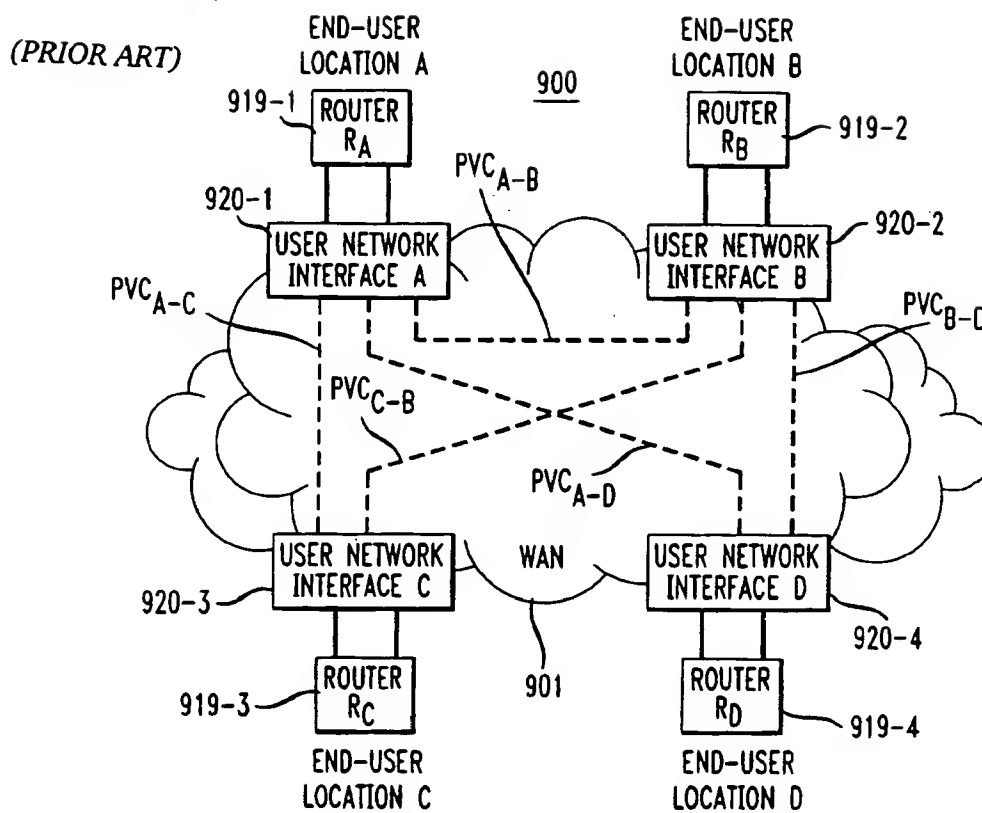 (PRIOR ART)
END-USER
LOCATION A
900
END-USER
LOCATION B
919-1
ROUTER
RA
ROUTER
RB
919-2
PVCA-B
920-1
USER NETWORK
INTERFACE A
USER NETWORK
INTERFACE B
920-2
PVCA-C
PVCB-D
PVCC-B
PVCA-D
USER NETWORK
INTERFACE C
WAN
USER NETWORK
INTERFACE D
920-3
920-4
901
919-3
ROUTER
RC
ROUTER
RD
919-4
END-USER
LOCATION C
END-USER
LOCATION D